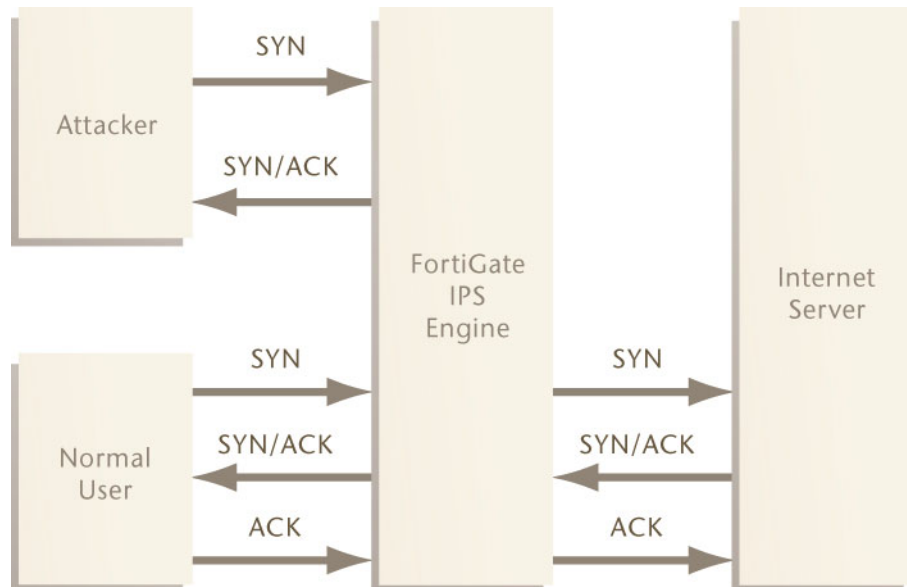 SYN
Attacker
SYN/ACK
FortiGate
IPS
Engine
Internet
Server
SYN
SYN
SYN/ACK
SYN/ACK
Normal
User
ACK
ACK